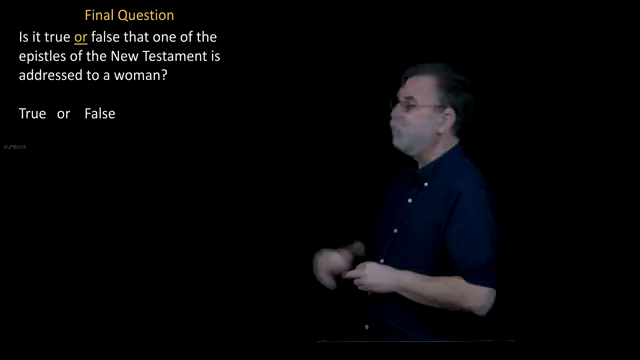 Final Question
Is it true or false that one of the
epistles of the New Testament is
addressed to a woman?
True or False